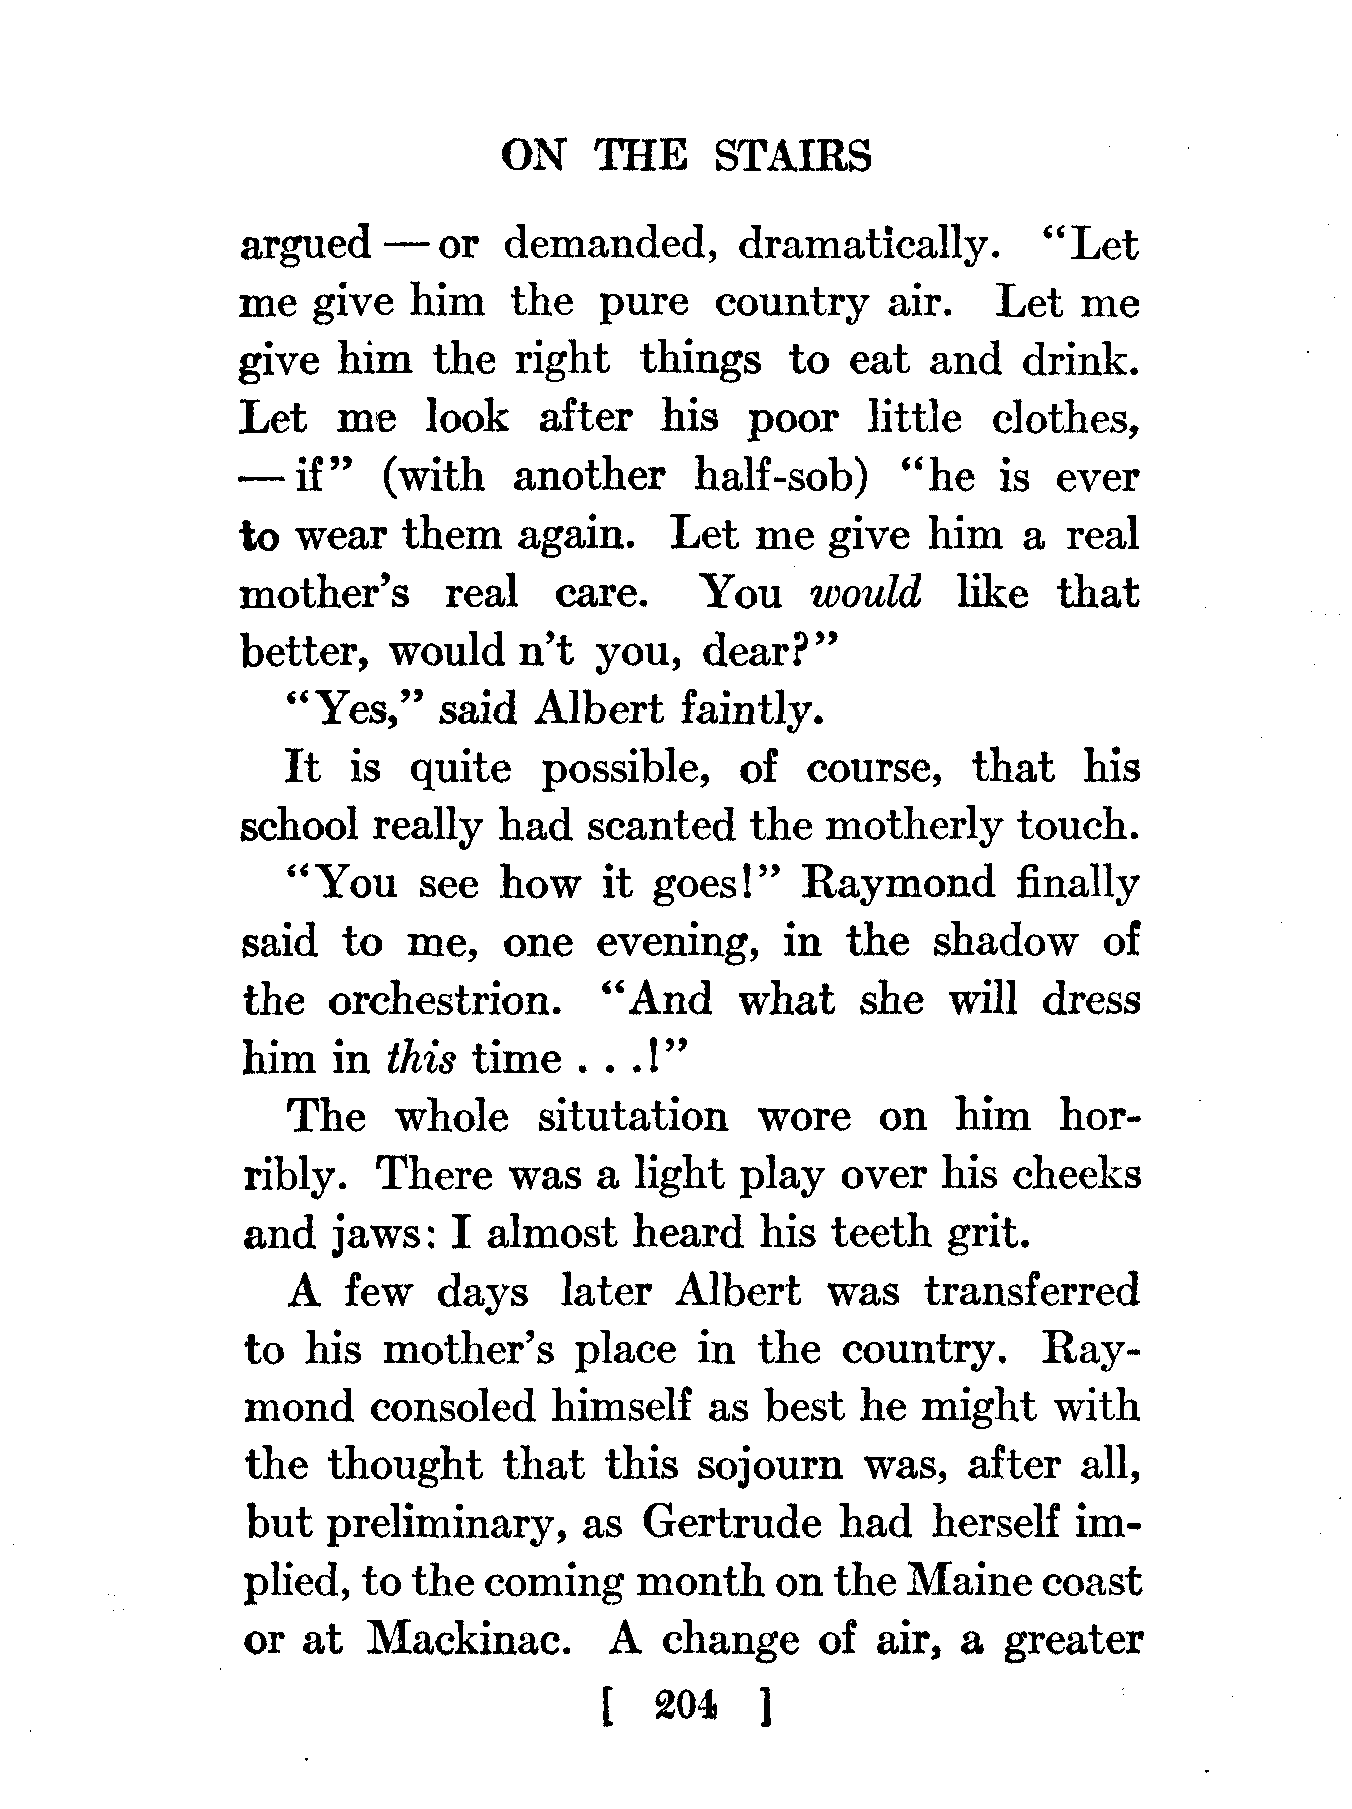 ON THE STAIRS
argued — or demanded, dramatically. “Let
me give him the pure country air. Let me
give him the right things to eat and drink.
Let me look after his poor little clothes,
— if” (with another half-sob) “he is ever
to wear them again. Let me give him a real
mother’s real care. You would like that
better, would n’t you, dear?”
“Yes,” said Albert faintly.
It is quite possible, of course, that his
school really had scanted the motherly touch.
“You see how it goes!” Raymond finally
said to me, one evening, in the shadow of
the orchestrion. “And what she will dress
him in this time . . .!”
The whole situtation wore on him hor-
ribly. There was a light play over his cheeks
and jaws: I almost heard his teeth grit.
A few days later Albert was transferred
to his mother’s place in the country. Ray-
mond consoled himself as best he might with
the thought that this sojourn was, after all,
but preliminary, as Gertrude had herself im-
plied, to the coming month on the Maine coast
or at Mackinac. A change of air, a greater
[ 204 ]